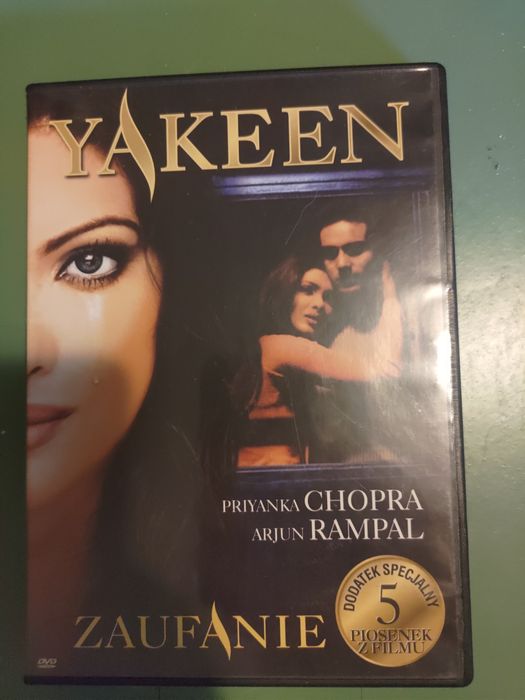 YAKEEN
PRIYANKA CHOPRA
ARJUN RAMPAL
DODATEK SPECJALNY
5
PIOSENEK
Z FILMU
ZAUFANIE
DVD